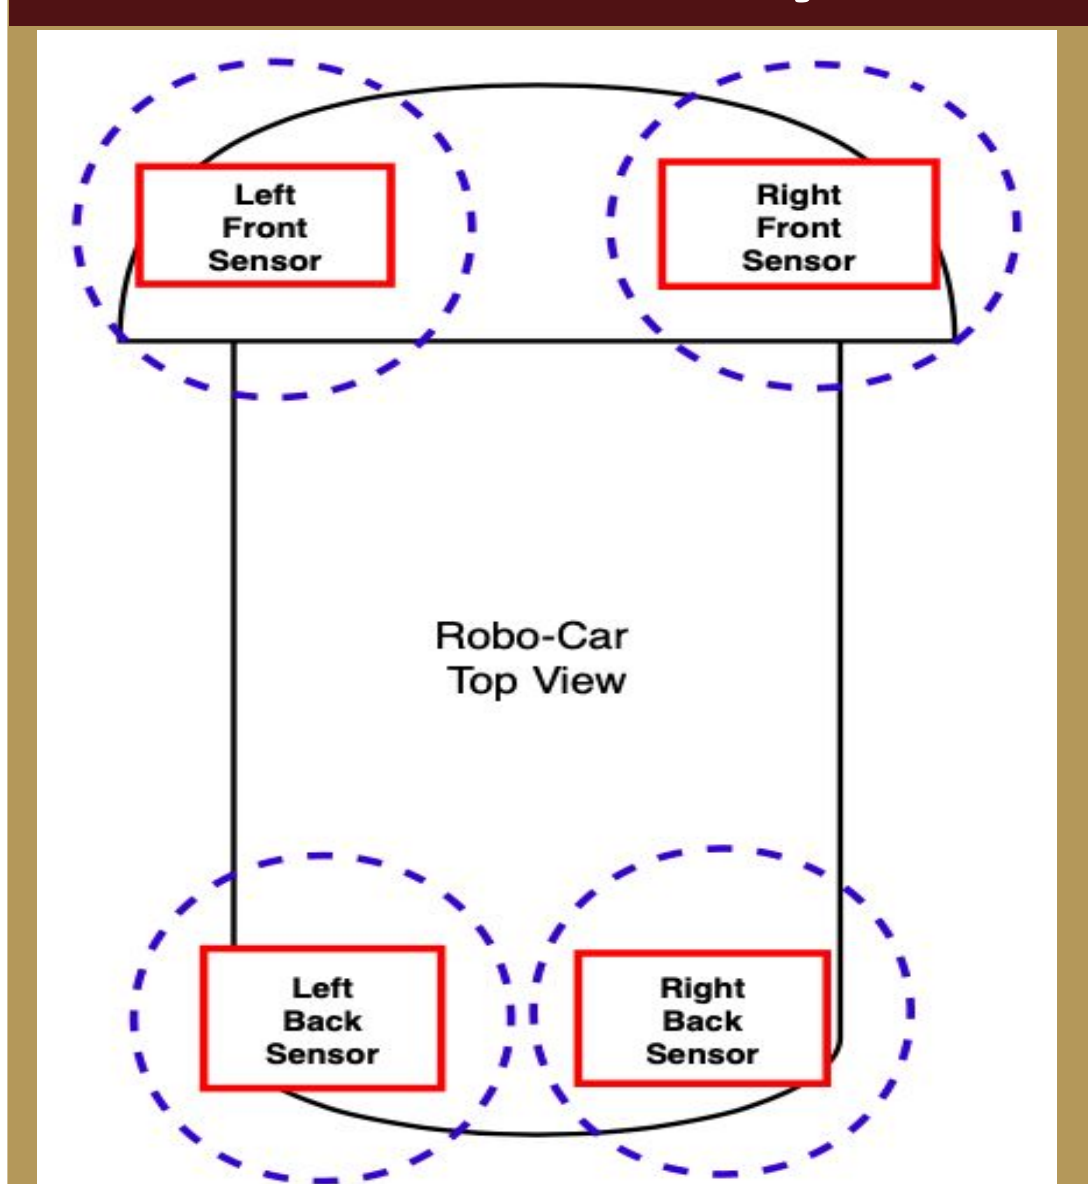 Left
Front
Sensor
Right
Front
Sensor
Robo-Car
Top View
Left
Back
Sensor
Right
Back
Sensor